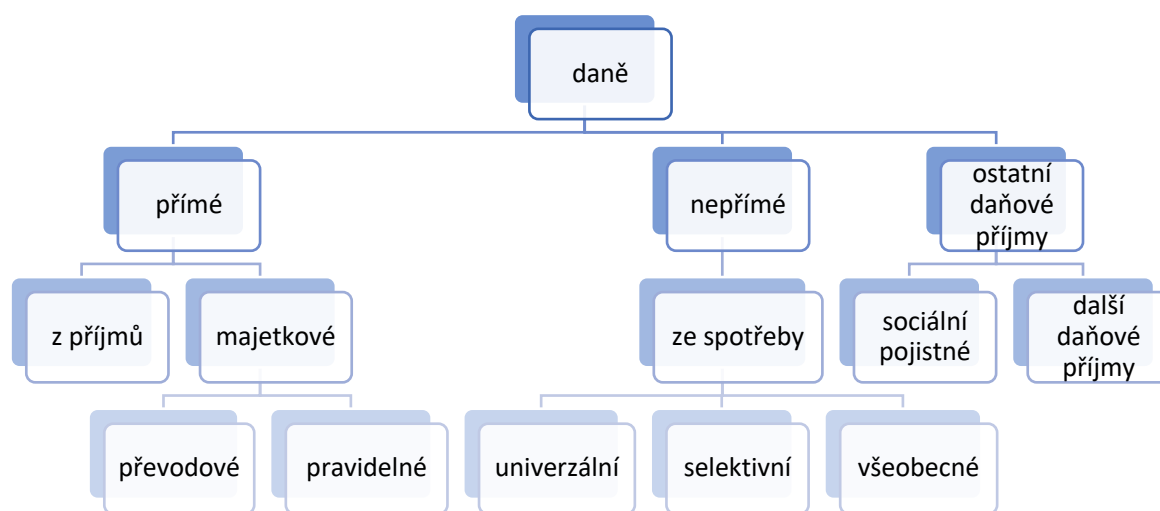 daně
přímé
nepřímé
ostatní
daňové
příjmy
z příjmů
majetkové
ze spotřeby
sociální
pojistné
další
daňové
příjmy
převodové
pravidelné
univerzální
selektivní
všeobecné